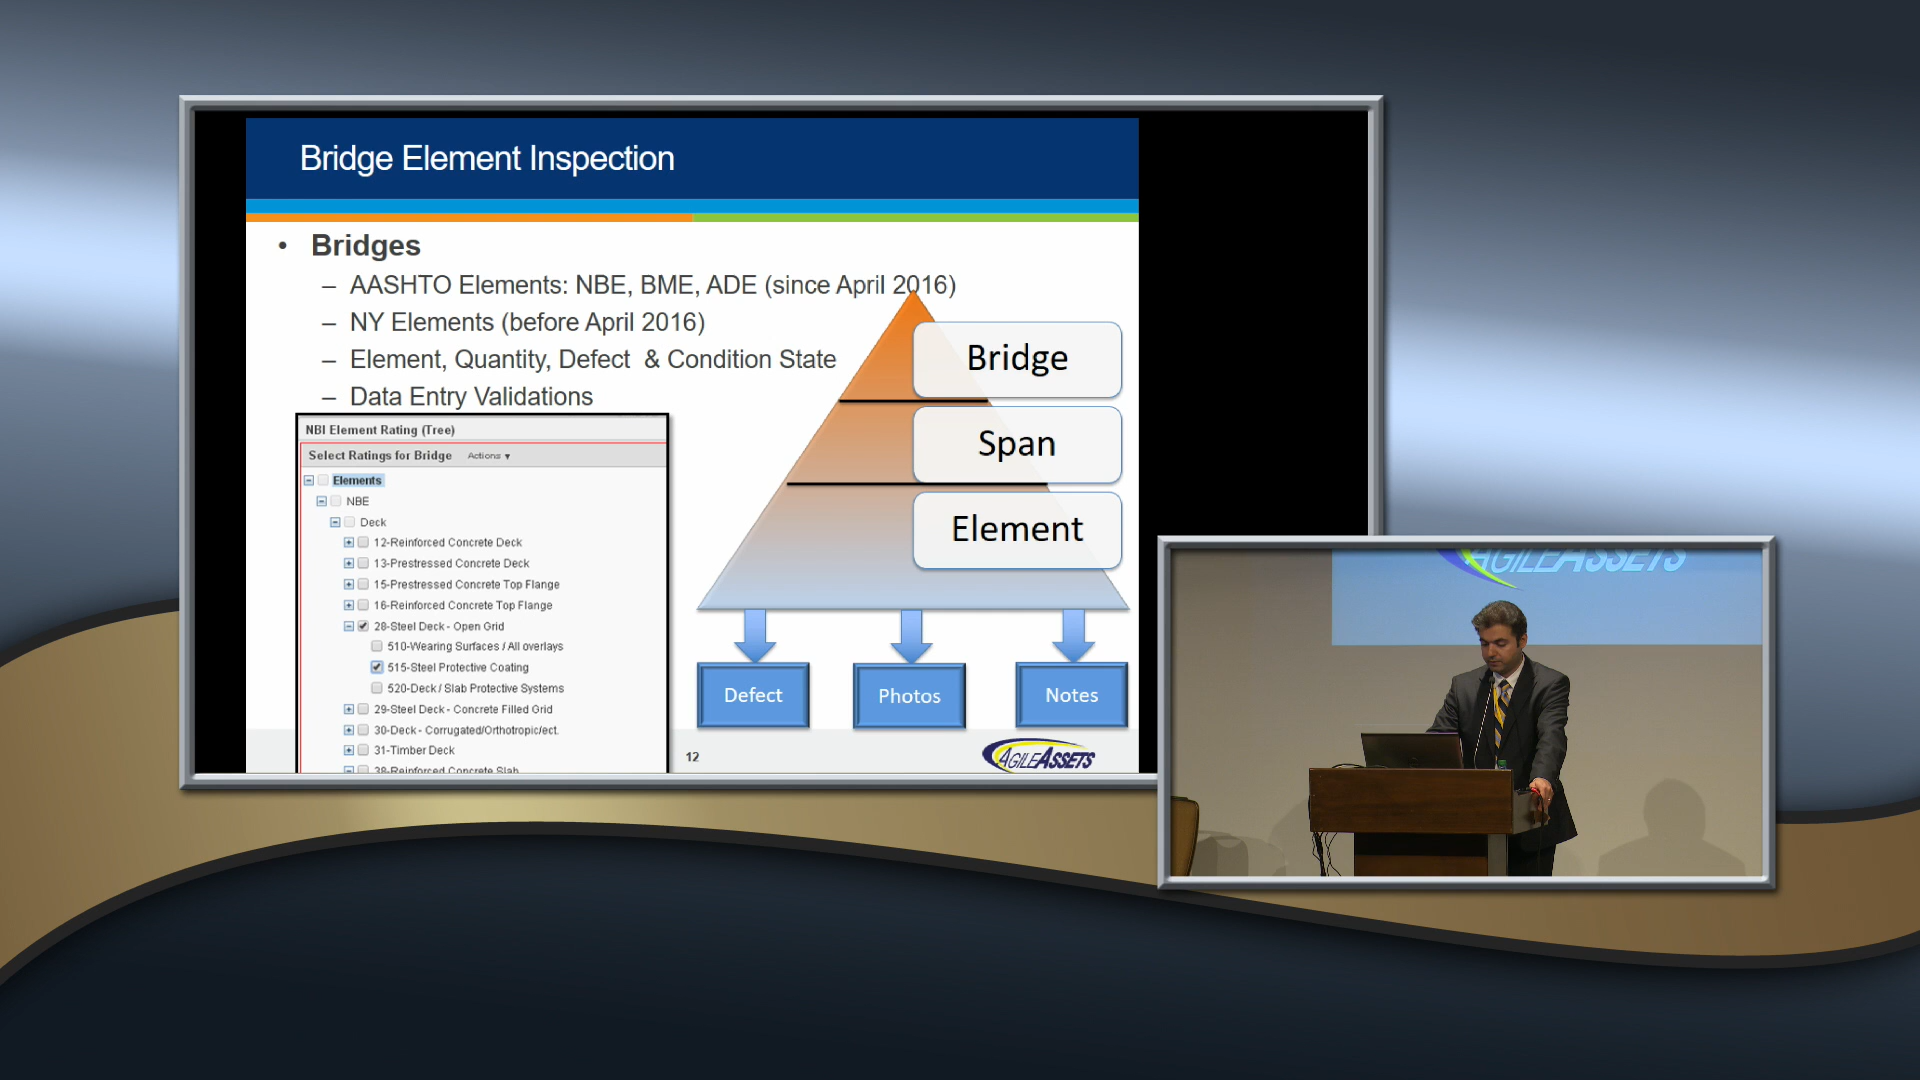 Bridge Element Inspection
• Bridges
– AASHTO Elements: NBE, BME, ADE (since April 2016)
– NY Elements (before April 2016)
– Element, Quantity, Defect & Condition State
– Data Entry Validations
NBI Element Rating (Tree)
Select Ratings for Bridge Actions ▼
Elements
NBE
Deck
12-Reinforced Concrete Deck
13-Prestressed Concrete Deck
15-Prestressed Concrete Top Flange
16-Reinforced Concrete Top Flange
28-Steel Deck - Open Grid
510-Wearing Surfaces / All overlays
515-Steel Protective Coating
520-Deck / Slab Protective Systems
29-Steel Deck - Concrete Filled Grid
30-Deck - Corrugated/Orthotropic/ect.
31-Timber Deck
38-Reinforced Concrete Slab
Bridge
Span
Element
Defect
Photos
Notes
12
AGILEASSETS
AGILEASSETS